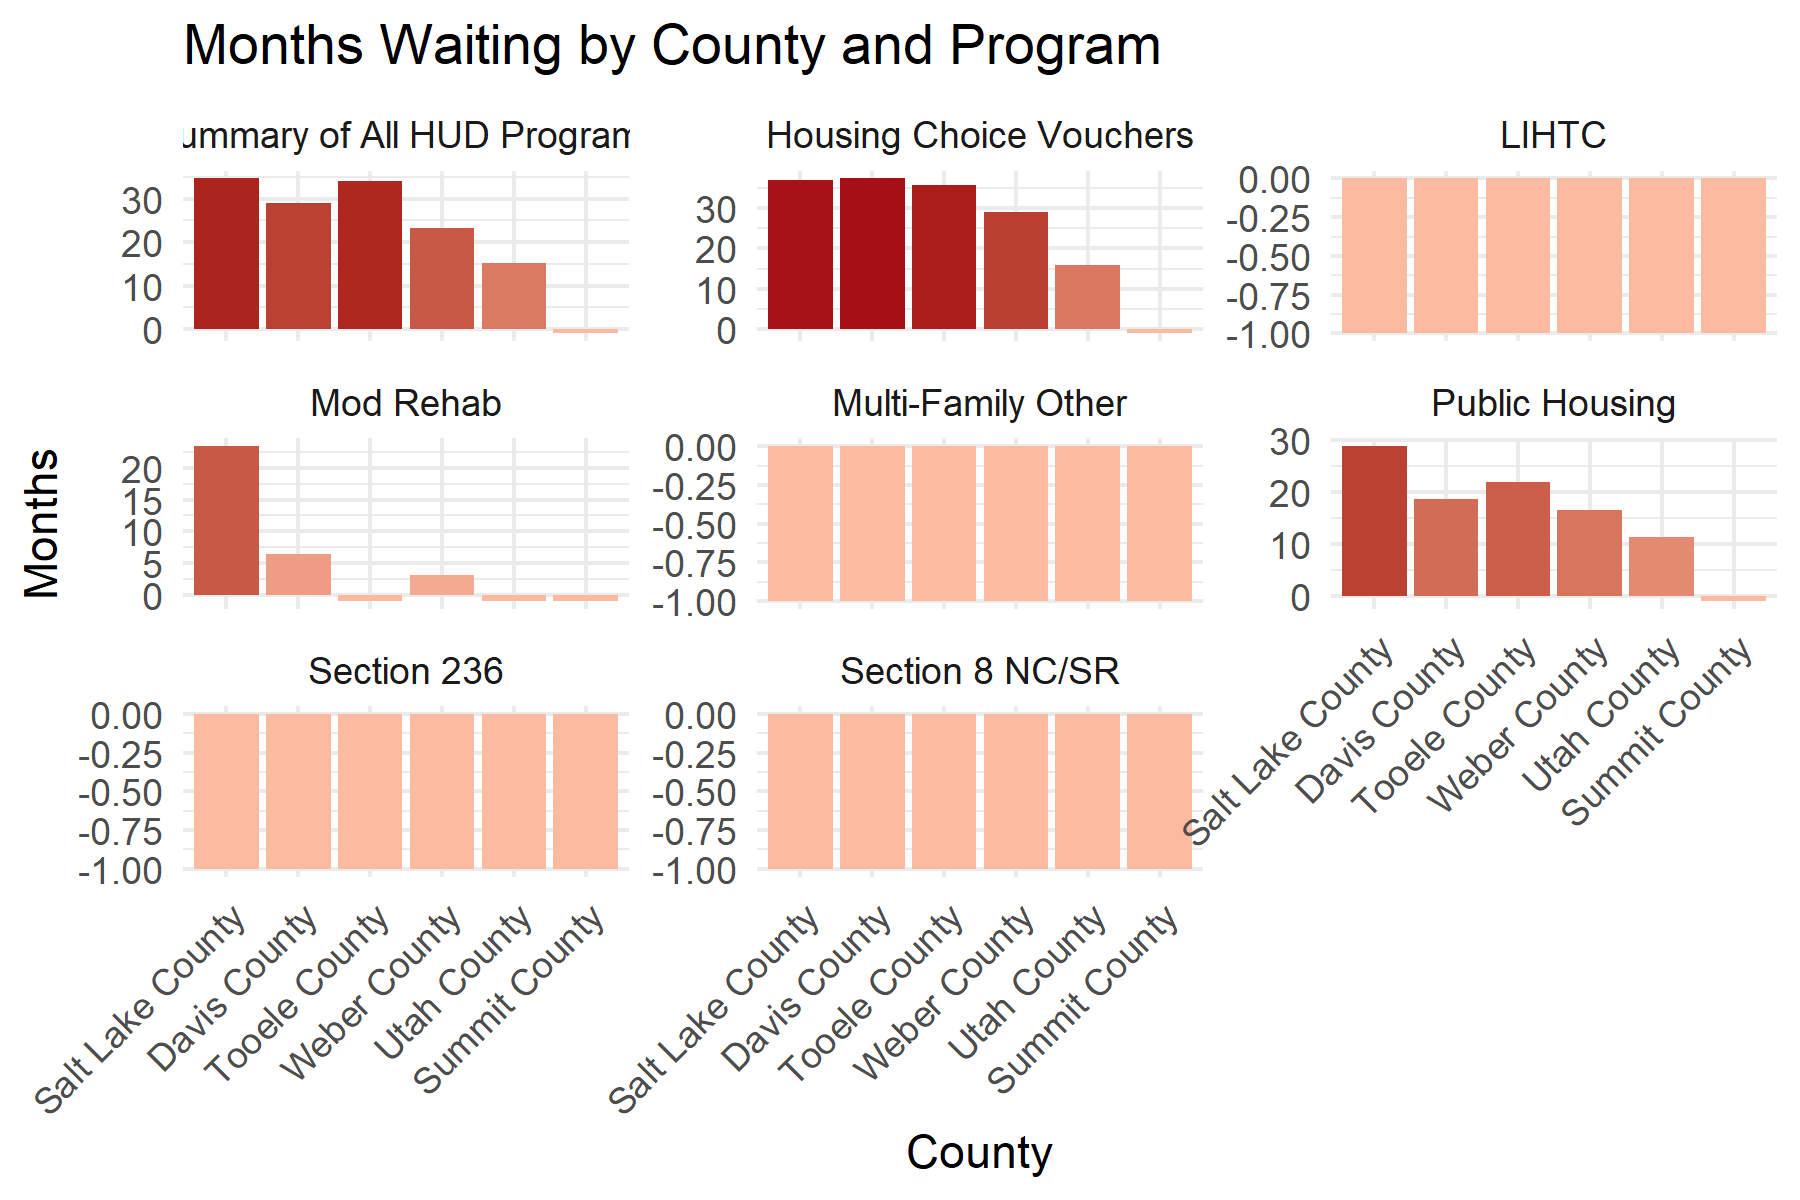 Months Waiting by County and Program
ummary of All HUD Program
Housing Choice Vouchers
LIHTC
30
20
10
0
30
20
10
0
0.00
-0.25
-0.50
-0.75
-1.00
Mod Rehab
Multi-Family Other
Public Housing
20
15
10
5
0
0.00
-0.25
-0.50
-0.75
-1.00
30
20
10
0
Salt Lake County
Davis County
Tooele County
Weber County
Utah County
Summit County
Section 236
Section 8 NC/SR
0.00
-0.25
-0.50
-0.75
-1.00
0.00
-0.25
-0.50
-0.75
-1.00
Salt Lake County
Davis County
Tooele County
Weber County
Utah County
Summit County
Salt Lake County
Davis County
Tooele County
Weber County
Utah County
Summit County
Months
County